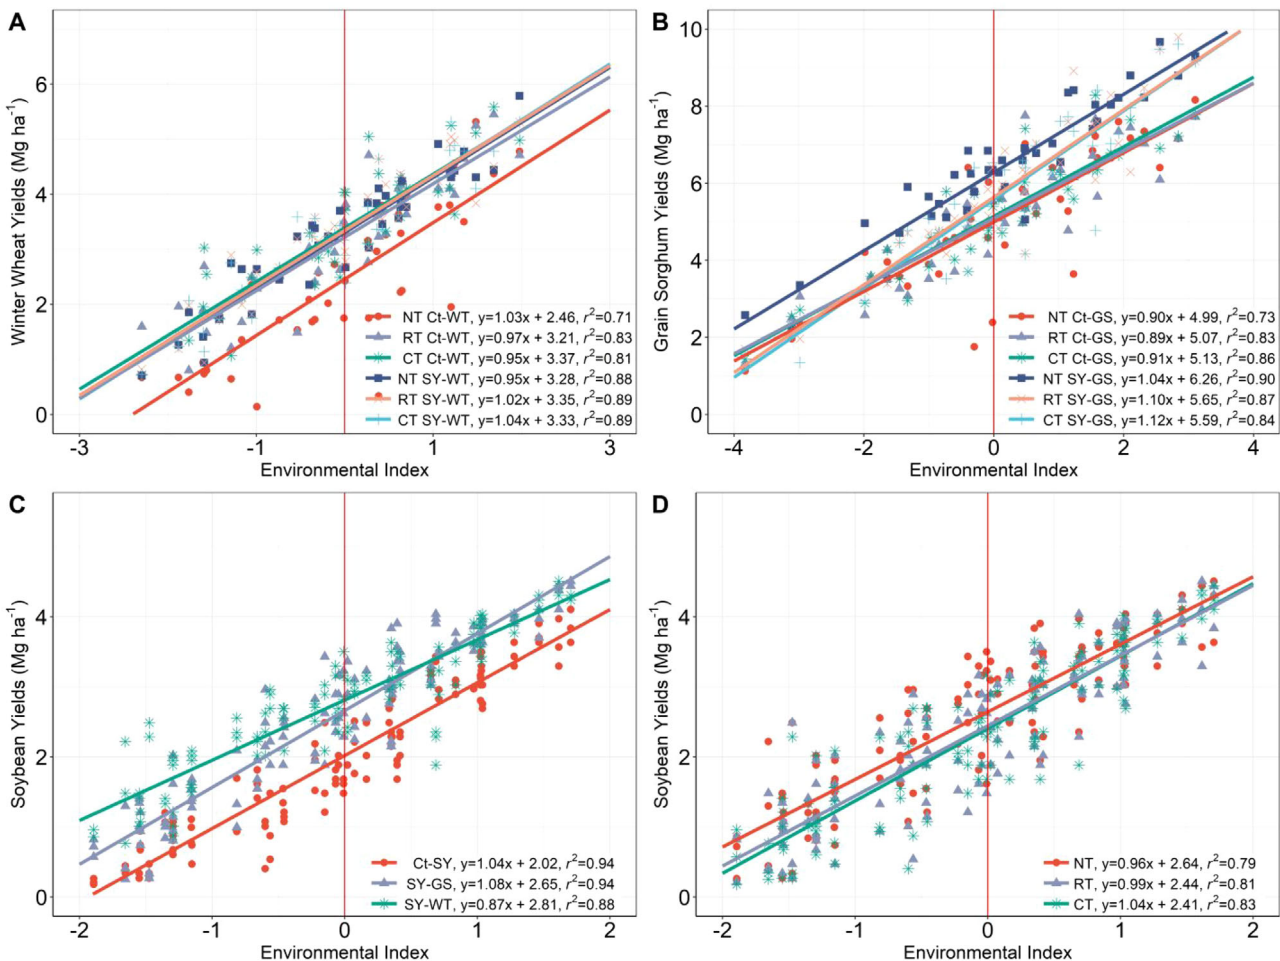 A
Winter Wheat Yields (Mg ha⁻¹)
6
4
2
0
NT Ct-WT, y=1.03x + 2.46, r²=0.71
RT Ct-WT, y=0.97x + 3.21, r²=0.83
CT Ct-WT, y=0.95x + 3.37, r²=0.81
NT SY-WT, y=0.95x + 3.28, r²=0.88
RT SY-WT, y=1.02x + 3.35, r²=0.89
CT SY-WT, y=1.04x + 3.33, r²=0.89
-3 -1 1 3
Environmental Index
B
Grain Sorghum Yields (Mg ha⁻¹)
10
8
6
4
2
0
NT Ct-GS, y=0.90x + 4.99, r²=0.73
RT Ct-GS, y=0.89x + 5.07, r²=0.83
CT Ct-GS, y=0.91x + 5.13, r²=0.86
NT SY-GS, y=1.04x + 6.26, r²=0.90
RT SY-GS, y=1.10x + 5.65, r²=0.87
CT SY-GS, y=1.12x + 5.59, r²=0.84
-4 -2 0 2 4
Environmental Index
C
Soybean Yields (Mg ha⁻¹)
4
2
0
Ct-SY, y=1.04x + 2.02, r²=0.94
SY-GS, y=1.08x + 2.65, r²=0.94
SY-WT, y=0.87x + 2.81, r²=0.88
-2 -1 0 1 2
Environmental Index
D
Soybean Yields (Mg ha⁻¹)
4
2
0
NT, y=0.96x + 2.64, r²=0.79
RT, y=0.99x + 2.44, r²=0.81
CT, y=1.04x + 2.41, r²=0.83
-2 -1 0 1 2
Environmental Index